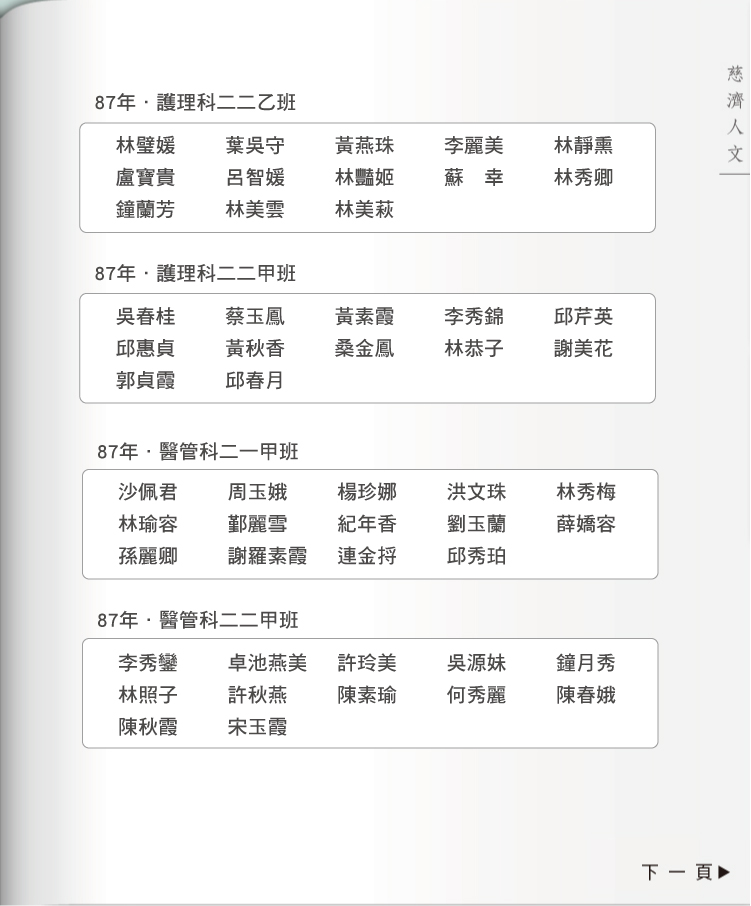 慈濟人文
87年．護理科二二乙班
林璧媛 葉吳守 黃燕珠 李麗美 林靜熏
盧寶貴 呂智媛 林豔姬 蘇　幸 林秀卿
鐘蘭芳 林美雲 林美萩
87年．護理科二二甲班
吳春桂 蔡玉鳳 黃素霞 李秀錦 邱芹英
邱惠貞 黃秋香 桑金鳳 林恭子 謝美花
郭貞霞 邱春月
87年．醫管科二一甲班
沙佩君 周玉娥 楊珍娜 洪文珠 林秀梅
林瑜容 鄞麗雪 紀年香 劉玉蘭 薛嬌容
孫麗卿 謝羅素霞 連金捋 邱秀珀
87年．醫管科二二甲班
李秀鑾 卓池燕美 許玲美 吳源妹 鐘月秀
林照子 許秋燕 陳素瑜 何秀麗 陳春娥
陳秋霞 宋玉霞
下一頁▶